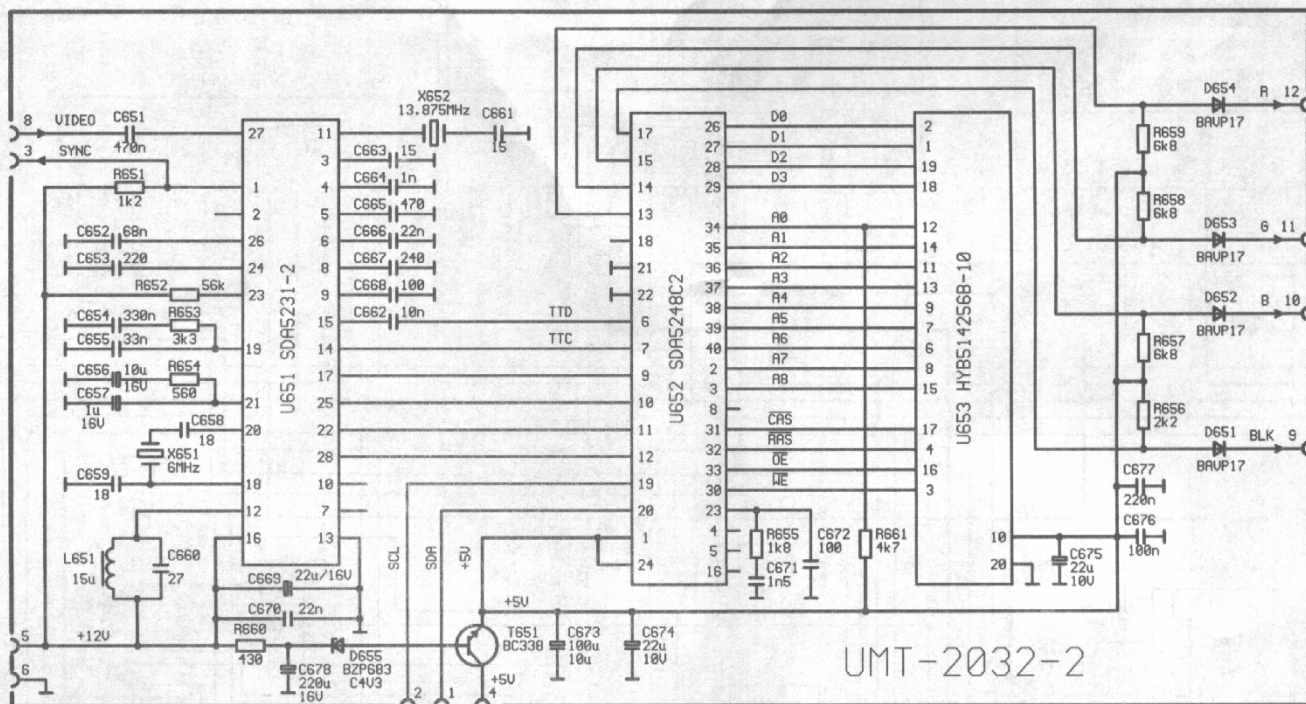 8 VIDEO C651 470n
3 SYNC
R651 1k2
C652 68n
C653 220
R652 56k
C654 330n R653 3k3
C655 33n
C656 10u 16V R654 560
C657 1u 16V
C658 18
X651 6MHz
C659 18
L651 15u
C660 27
5 +12V
6
27
1
2
26
24
23
19
21
20
18
12
16
U651 SDA5231-2
11
3
4
5
6
8
9
15
14
17
25
22
28
10
7
13
X652 13.875MHz
C661 15
C663 15
C664 1n
C665 470
C666 22n
C667 240
C668 100
C662 10n
TTD
TTC
C669 22u/16V
C670 22n
R660 430
C678 220u 16V
D655 BZP683 C4V3
SCL
SDA
+5V
+5V
T651 BC338
+5V
2
1
4
C673 100u 10u
C674 22u 10V
17
15
14
13
18
21
22
6
7
9
10
11
12
19
20
1
24
U652 SDA5248C2
26 D0 2
27 D1 1
28 D2 19
29 D3 18
34 A0 12
35 A1 14
36 A2 11
37 A3 13
38 A4 9
39 A5 7
40 A6 6
2 A7 8
3 A8 15
8
31 CAS 17
32 RAS 4
33 OE 16
30 WE 3
23
4
5
16
R655 1k8
C671 1n5
C672 100
R661 4k7
U653 HYB514256B-10
10
20
C675 22u 10V
C676 100n
C677 220n
D654 BAVP17 R 12
R659 6k8
R658 6k8
D653 BAVP17 G 11
D652 BAVP17 B 10
R657 6k8
R656 2k2
D651 BAVP17 BLK 9
UMT-2032-2